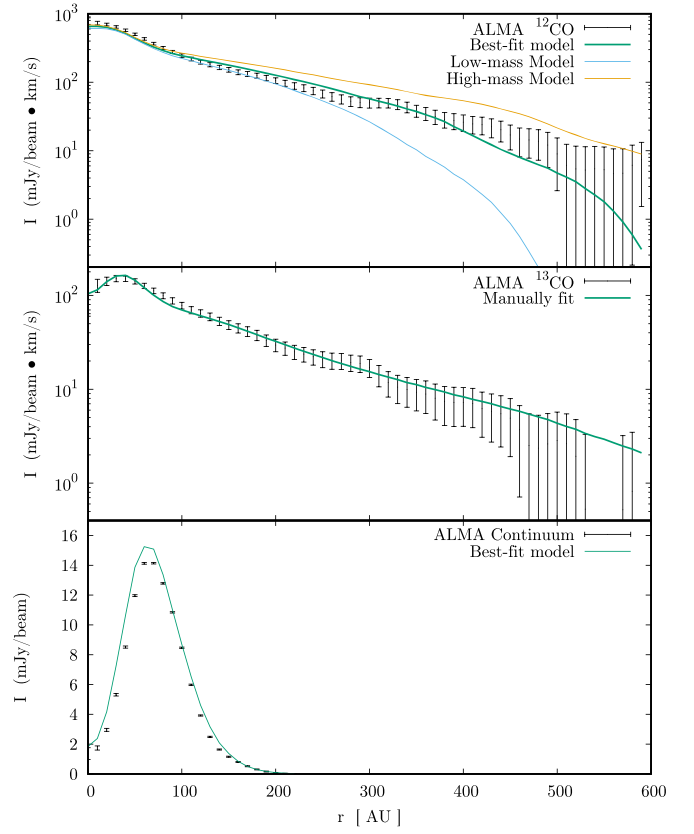 10³
10²
10¹
10⁰
I (mJy/beam • km/s)
ALMA ¹²CO
Best-fit model
Low-mass Model
High-mass Model
10²
10¹
10⁰
I (mJy/beam • km/s)
ALMA ¹³CO
Manually fit
16
14
12
10
8
6
4
2
0
I (mJy/beam)
ALMA Continuum
Best-fit model
0 100 200 300 400 500 600
r [ AU ]